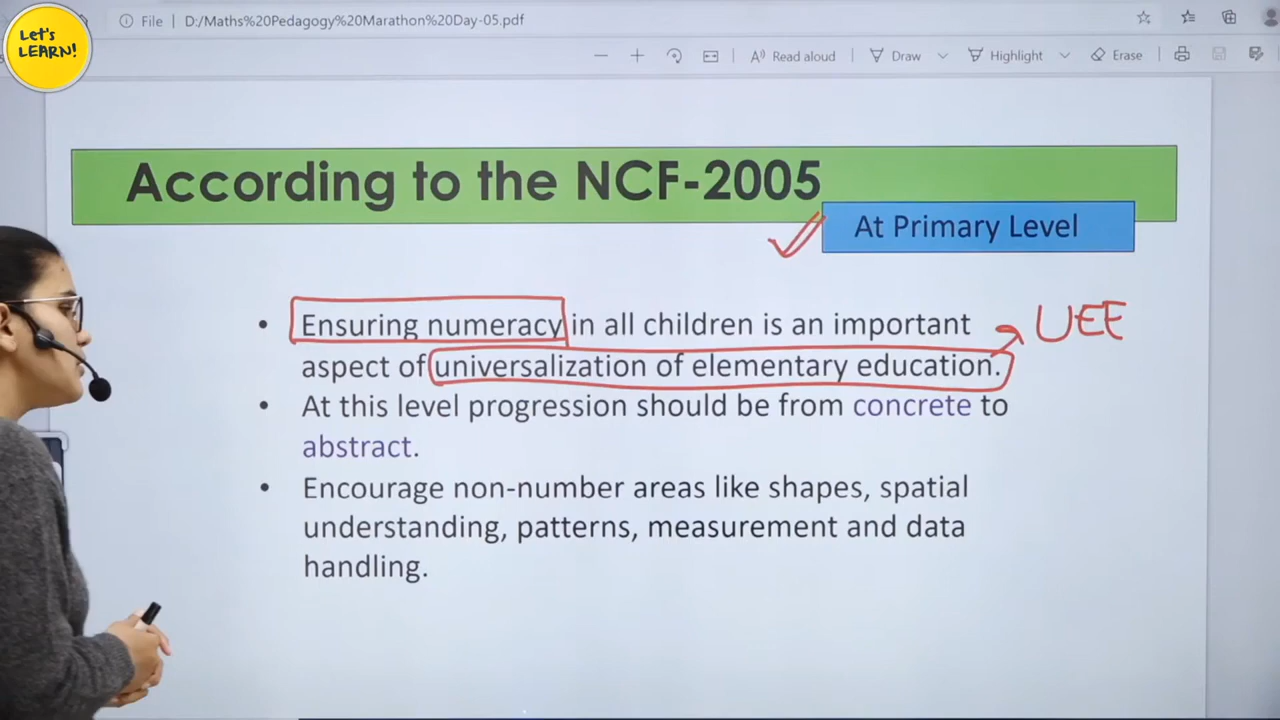 Let's
LEARN!
File D:/Maths%20Pedagogy%20Marathon%20Day-05.pdf
Read aloud Draw Highlight Erase
According to the NCF-2005
At Primary Level
• Ensuring numeracy in all children is an important
aspect of universalization of elementary education.
UEE
• At this level progression should be from concrete to
abstract.
• Encourage non-number areas like shapes, spatial
understanding, patterns, measurement and data
handling.